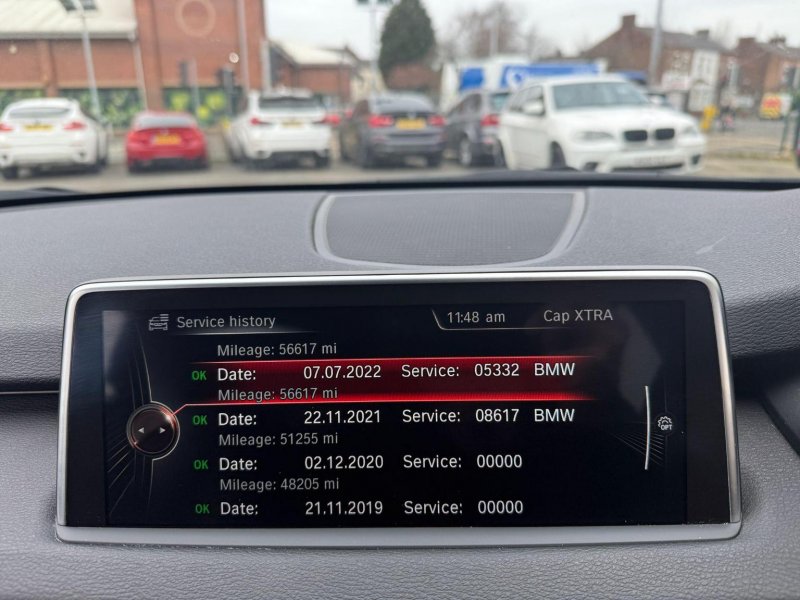 Service history
11:48 am
Cap XTRA
Mileage: 56617 mi
OK Date: 07.07.2022 Service: 05332 BMW
Mileage: 56617 mi
OK Date: 22.11.2021 Service: 08617 BMW
Mileage: 51255 mi
OK Date: 02.12.2020 Service: 00000
Mileage: 48205 mi
OK Date: 21.11.2019 Service: 00000
OPT